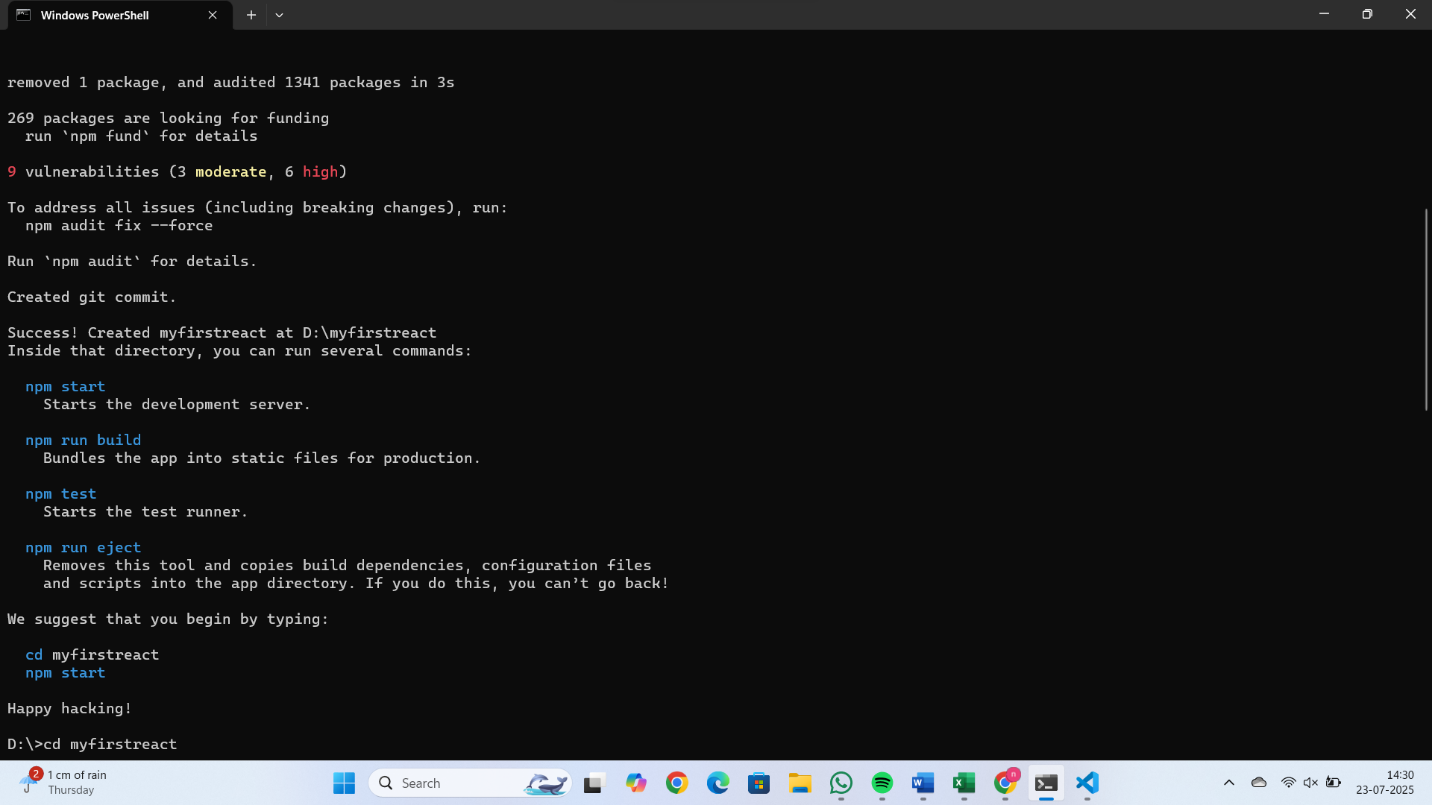 Windows PowerShell
removed 1 package, and audited 1341 packages in 3s
269 packages are looking for funding
run `npm fund` for details
9 vulnerabilities (3 moderate, 6 high)
To address all issues (including breaking changes), run:
npm audit fix --force
Run `npm audit` for details.
Created git commit.
Success! Created myfirstreact at D:\myfirstreact
Inside that directory, you can run several commands:
npm start
Starts the development server.
npm run build
Bundles the app into static files for production.
npm test
Starts the test runner.
npm run eject
Removes this tool and copies build dependencies, configuration files
and scripts into the app directory. If you do this, you can’t go back!
We suggest that you begin by typing:
cd myfirstreact
npm start
Happy hacking!
D:\>cd myfirstreact
2
1 cm of rain
Thursday
Search
W
X
n
14:30
23-07-2025